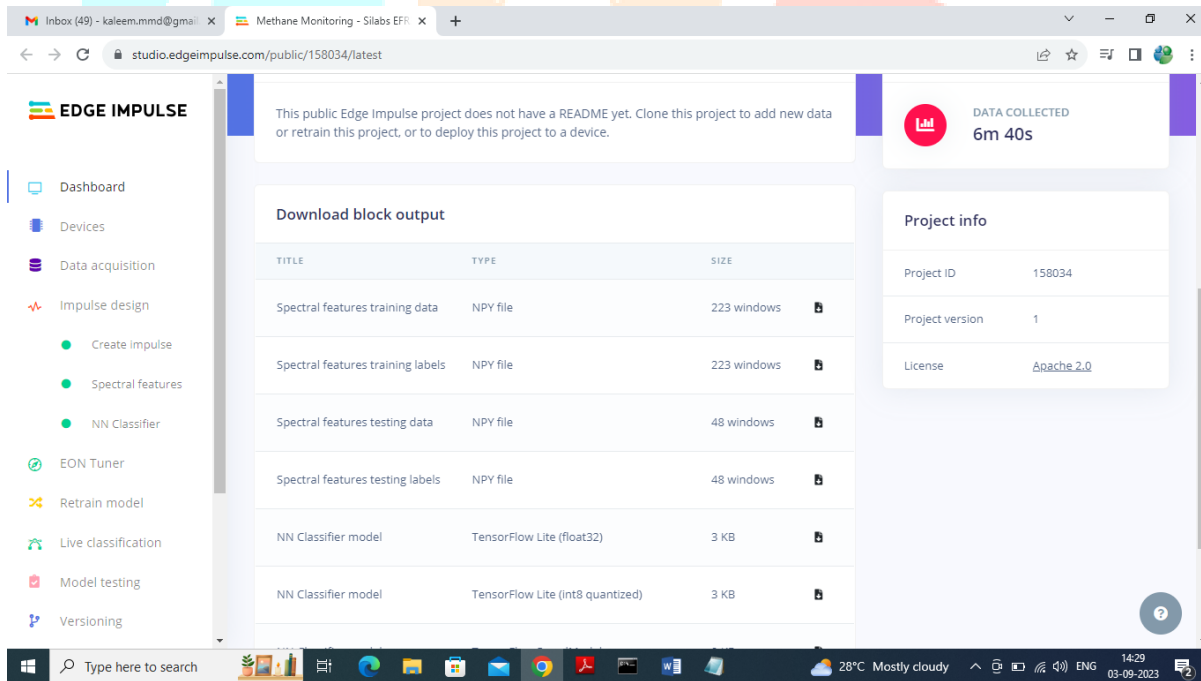 Inbox (49) - kaleem.mmd@gmail
Methane Monitoring - Silabs EFR
studio.edgeimpulse.com/public/158034/latest
EDGE IMPULSE
Dashboard
Devices
Data acquisition
Impulse design
Create impulse
Spectral features
NN Classifier
EON Tuner
Retrain model
Live classification
Model testing
Versioning
This public Edge Impulse project does not have a README yet. Clone this project to add new data
or retrain this project, or to deploy this project to a device.
Download block output
TITLE TYPE SIZE
Spectral features training data NPY file 223 windows
Spectral features training labels NPY file 223 windows
Spectral features testing data NPY file 48 windows
Spectral features testing labels NPY file 48 windows
NN Classifier model TensorFlow Lite (float32) 3 KB
NN Classifier model TensorFlow Lite (int8 quantized) 3 KB
DATA COLLECTED
6m 40s
Project info
Project ID 158034
Project version 1
License Apache 2.0
Type here to search
28°C Mostly cloudy
ENG
14:29
03-09-2023
2